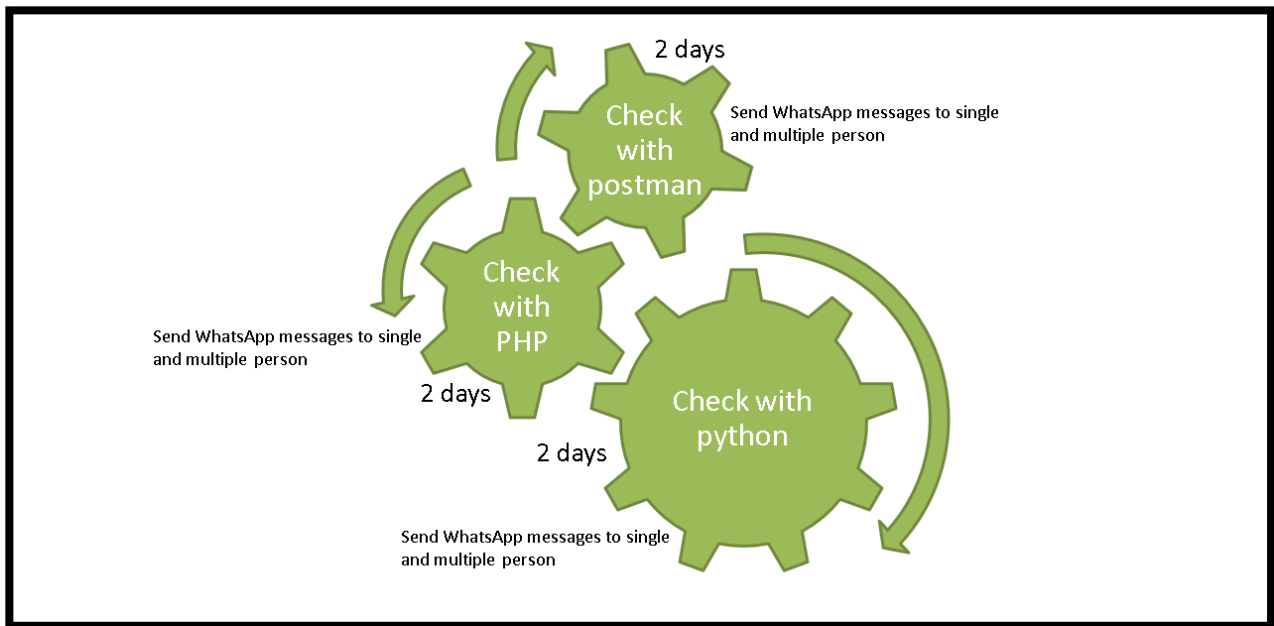 2 days
Check
with
postman
Send WhatsApp messages to single
and multiple person
Check
with
PHP
Send WhatsApp messages to single
and multiple person
2 days
Check with
python
2 days
Send WhatsApp messages to single
and multiple person